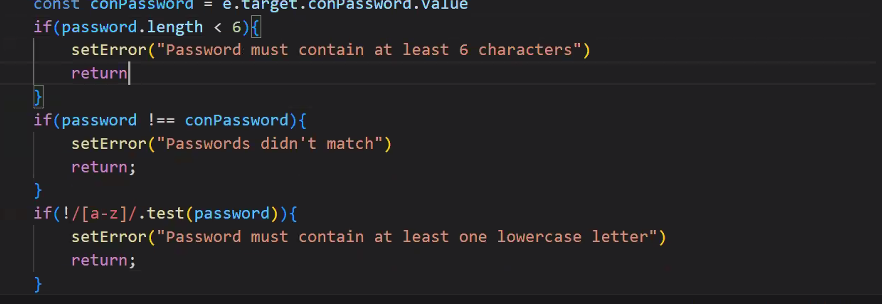 const conPassword = e.target.conPassword.value
if(password.length < 6){
setError("Password must contain at least 6 characters")
return
}
if(password !== conPassword){
setError("Passwords didn't match")
return;
}
if(!/[a-z]/.test(password)){
setError("Password must contain at least one lowercase letter")
return;
}